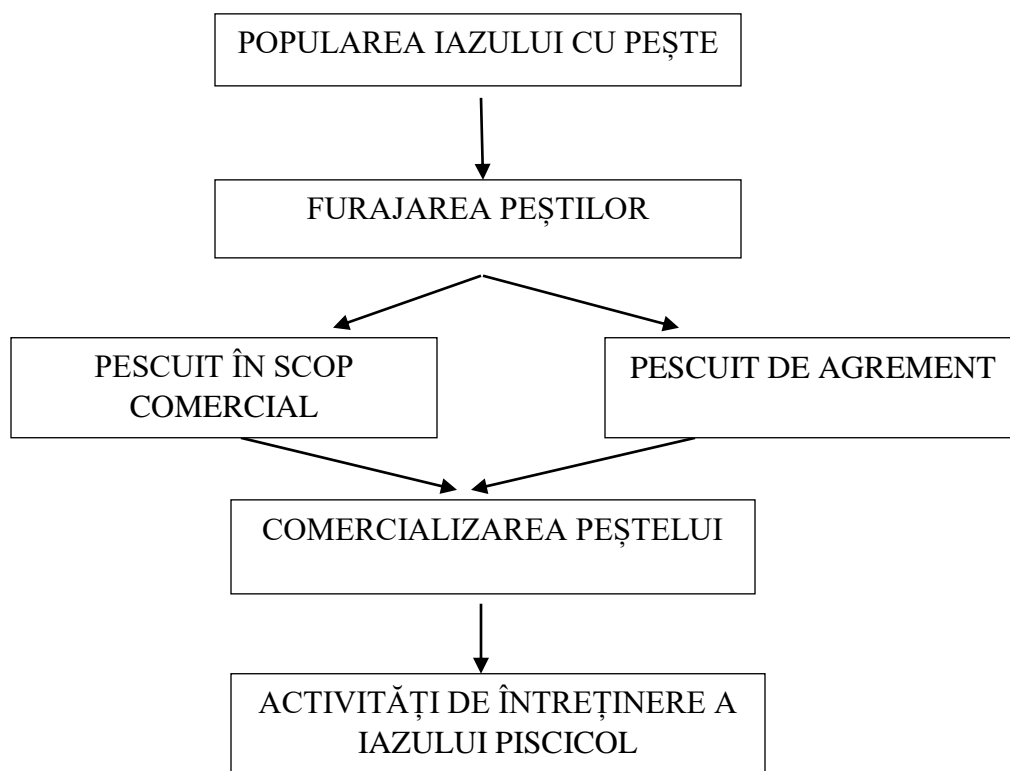 POPULAREA IAZULUI CU PEȘTE
FURAJAREA PEȘTILOR
PESCUIT ÎN SCOP
COMERCIAL
PESCUIT DE AGREMENT
COMERCIALIZAREA PEȘTELUI
ACTIVITĂȚI DE ÎNTREȚINERE A
IAZULUI PISCICOL